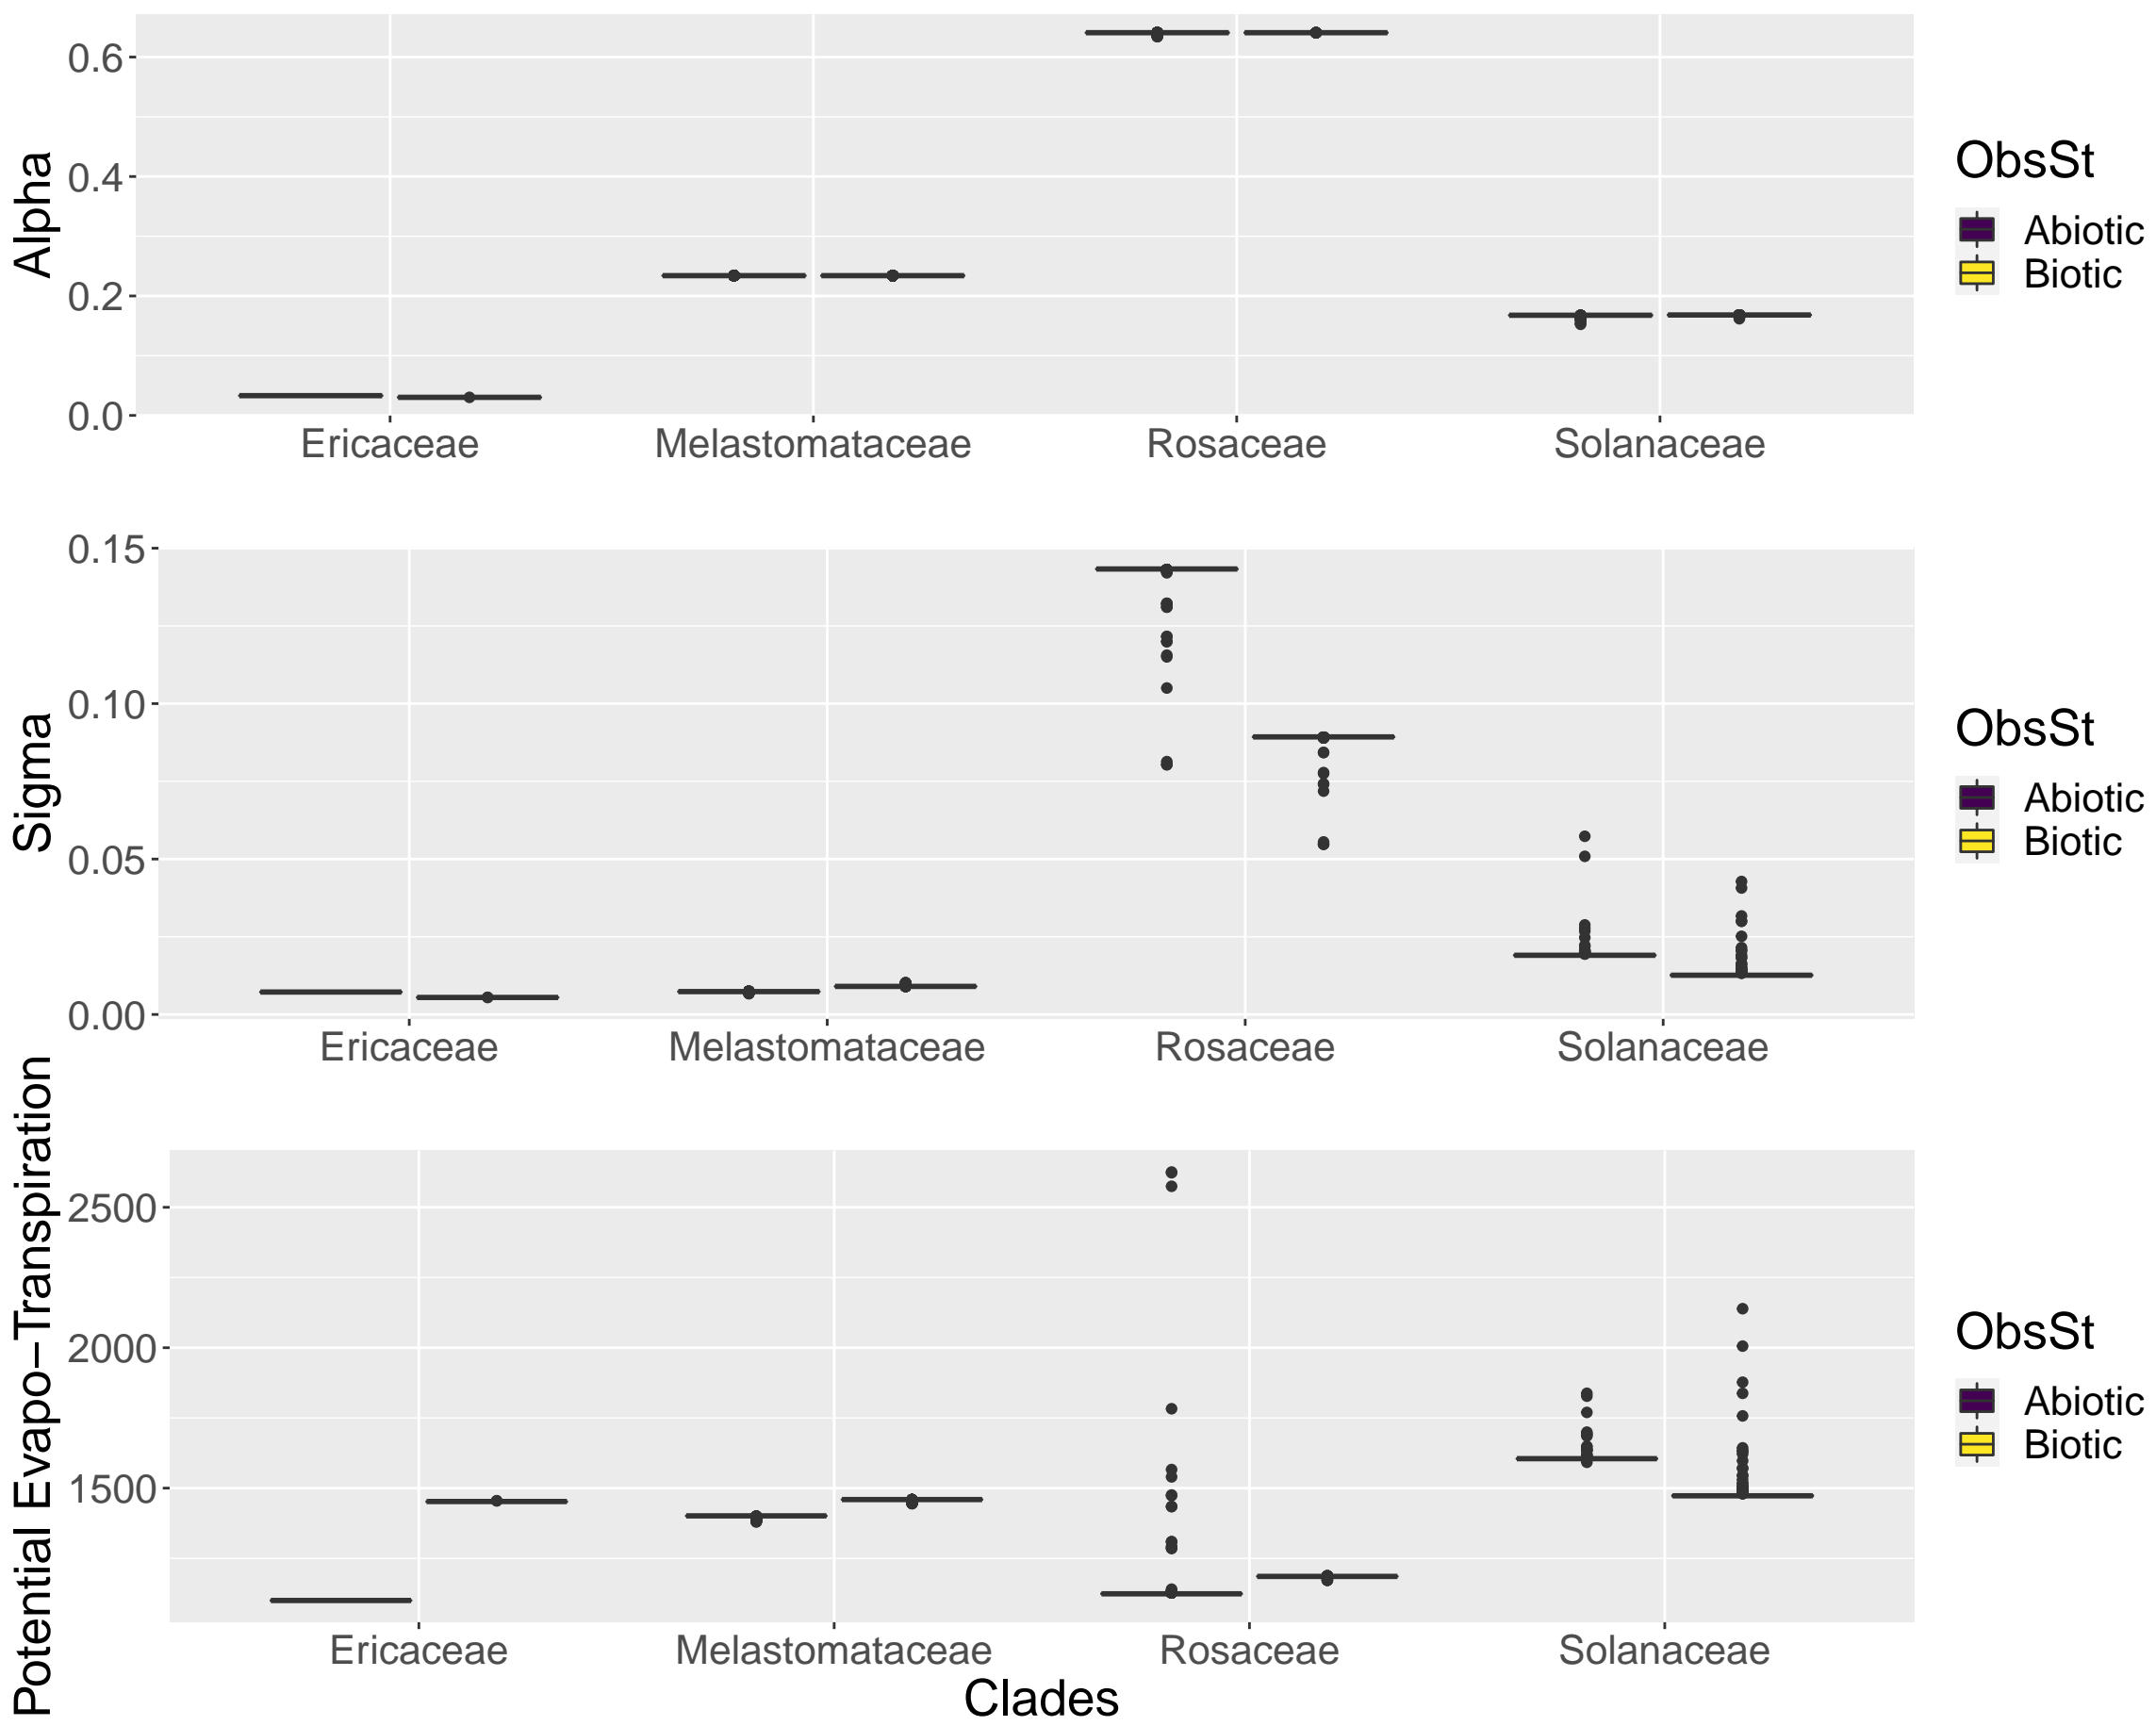 Alpha
0.6
0.4
0.2
0.0
Ericaceae Melastomataceae Rosaceae Solanaceae
ObsSt
Abiotic
Biotic
Sigma
0.15
0.10
0.05
0.00
Ericaceae Melastomataceae Rosaceae Solanaceae
ObsSt
Abiotic
Biotic
Potential Evapo−Transpiration
2500
2000
1500
Ericaceae Melastomataceae Rosaceae Solanaceae
Clades
ObsSt
Abiotic
Biotic